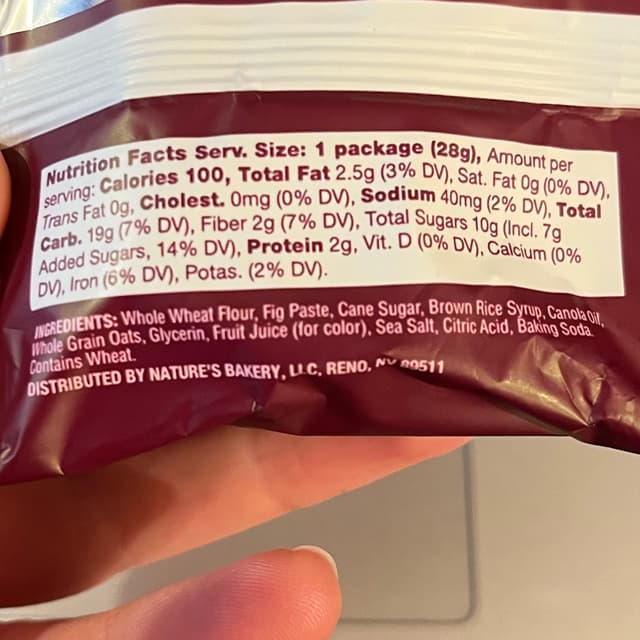 Nutrition Facts Serv. Size: 1 package (28g), Amount per
serving: Calories 100, Total Fat 2.5g (3% DV), Sat. Fat 0g (0% DV),
Trans Fat 0g, Cholest. 0mg (0% DV), Sodium 40mg (2% DV), Total
Carb. 19g (7% DV), Fiber 2g (7% DV), Total Sugars 10g (Incl. 7g
Added Sugars, 14% DV), Protein 2g, Vit. D (0% DV), Calcium (0%
DV), Iron (6% DV), Potas. (2% DV).
INGREDIENTS: Whole Wheat Flour, Fig Paste, Cane Sugar, Brown Rice Syrup, Canola Oil,
Whole Grain Oats, Glycerin, Fruit Juice (for color), Sea Salt, Citric Acid, Baking Soda.
Contains Wheat.
DISTRIBUTED BY NATURE'S BAKERY, LLC, RENO, NV 89511